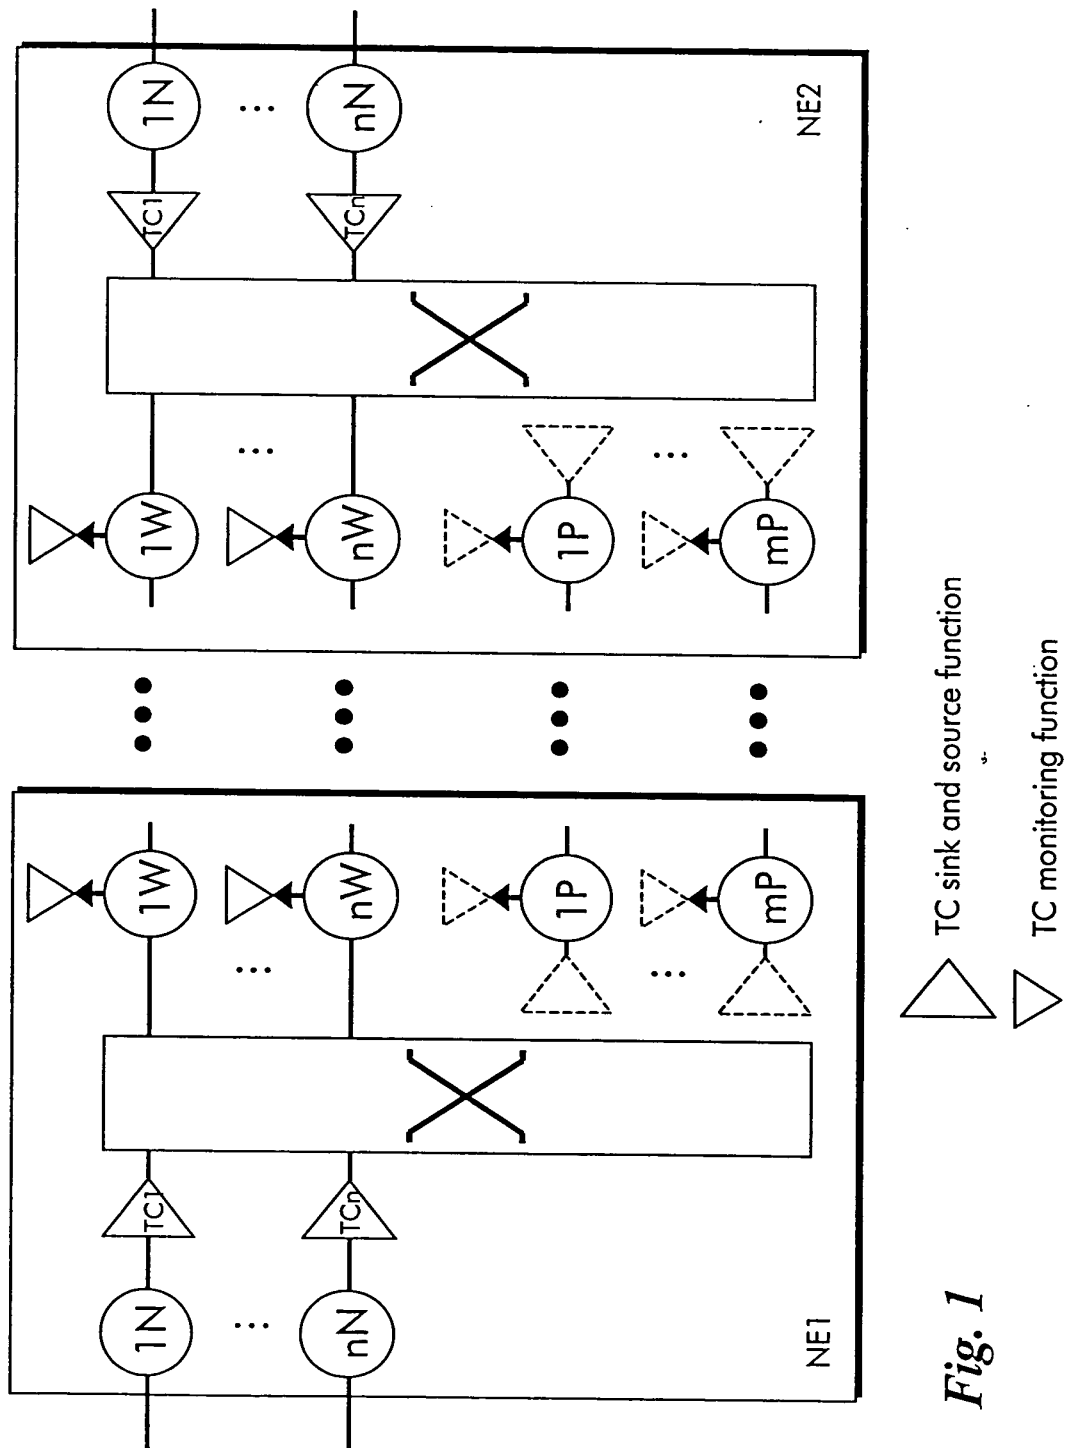 1N
TC1
1W
...
nN
TCn
...
nW
1P
...
mP
NE1
1W
1N
TC1
...
nW
...
nN
TCn
1P
...
mP
NE2
TC sink and source function
TC monitoring function
Fig. 1